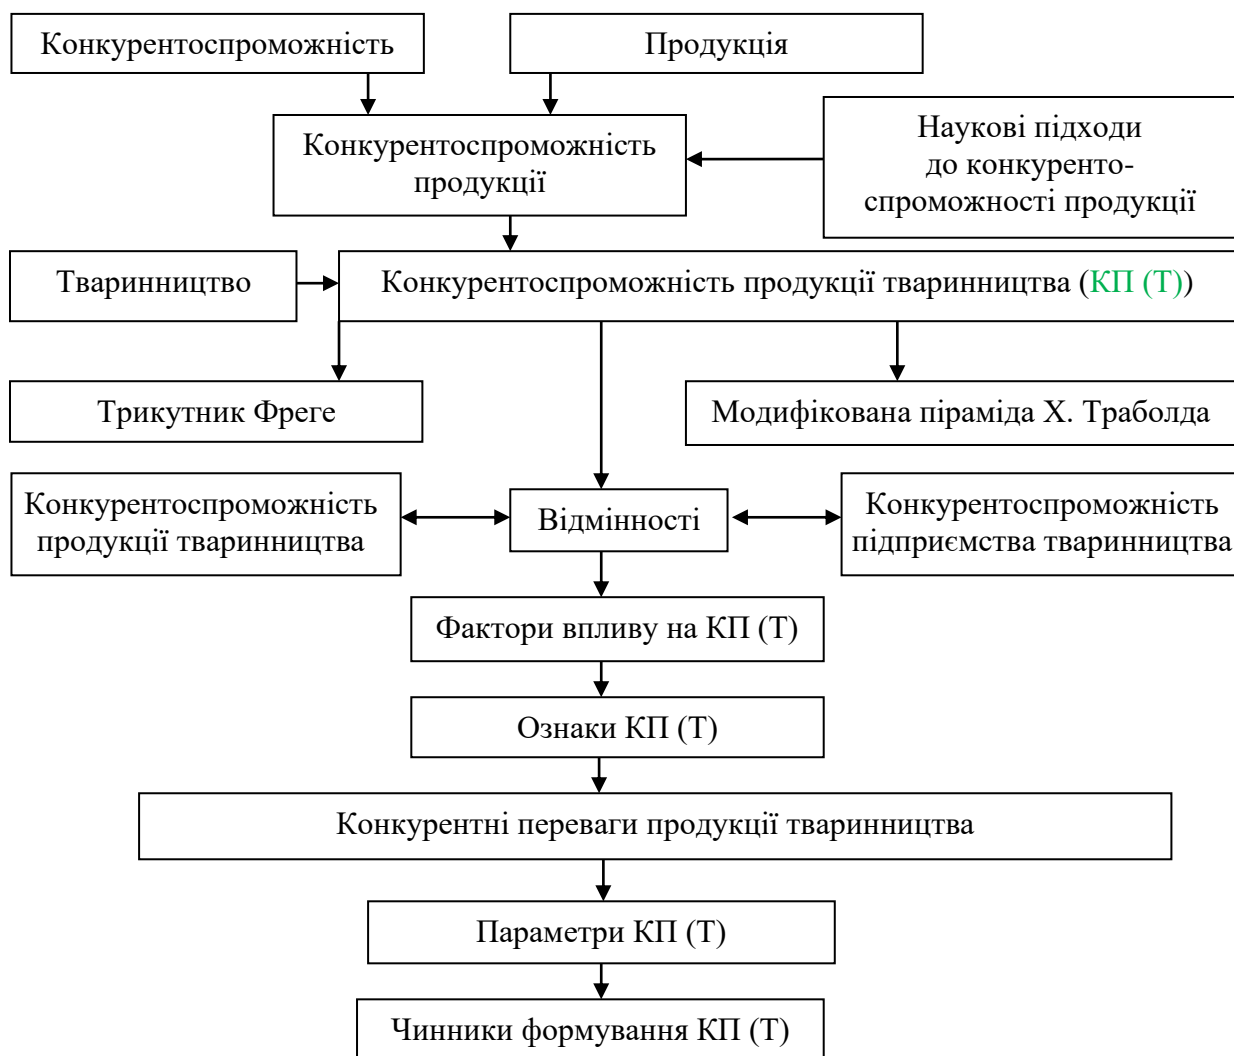 Конкурентоспроможність
Продукція
Конкурентоспроможність
продукції
Наукові підходи
до конкуренто-
спроможності продукції
Тваринництво
Конкурентоспроможність продукції тваринництва (КП (Т))
Трикутник Фреге
Модифікована піраміда Х. Траболда
Конкурентоспроможність
продукції тваринництва
Відмінності
Конкурентоспроможність
підприємства тваринництва
Фактори впливу на КП (Т)
Ознаки КП (Т)
Конкурентні переваги продукції тваринництва
Параметри КП (Т)
Чинники формування КП (Т)